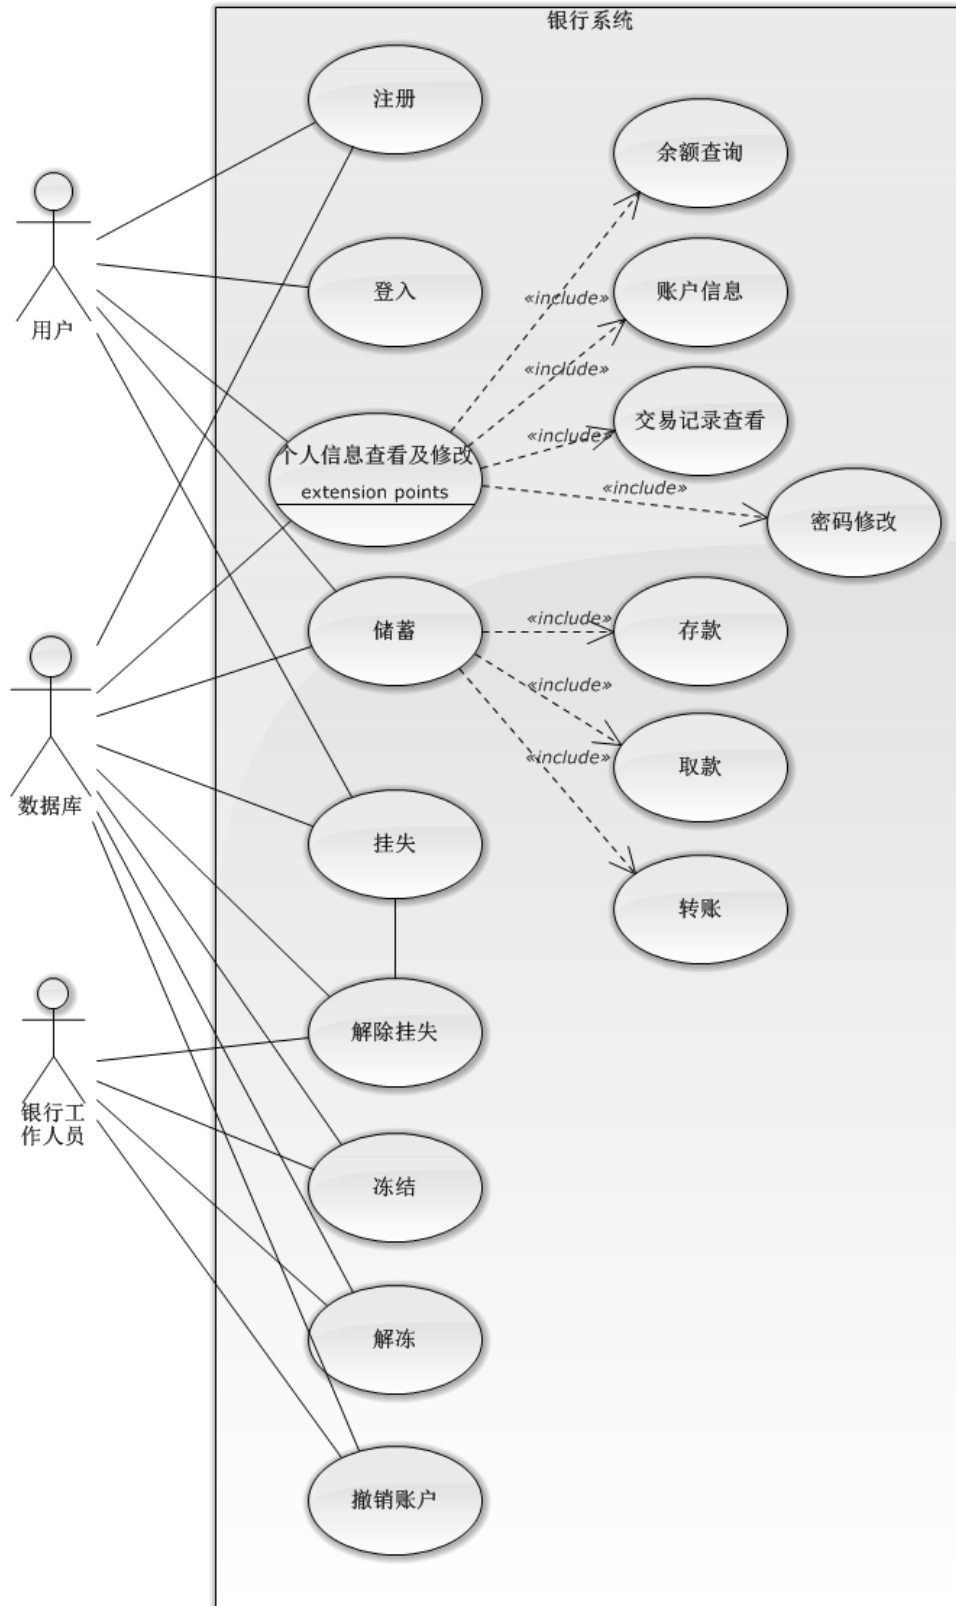 银行系统
注册
余额查询
用户
登入
«include»
账户信息
«include»
个人信息查看及修改
extension points
«include»
交易记录查看
«include»
密码修改
数据库
储蓄
«include»
存款
«include»
取款
«include»
挂失
转账
银行工
作人员
解除挂失
冻结
解冻
撤销账户